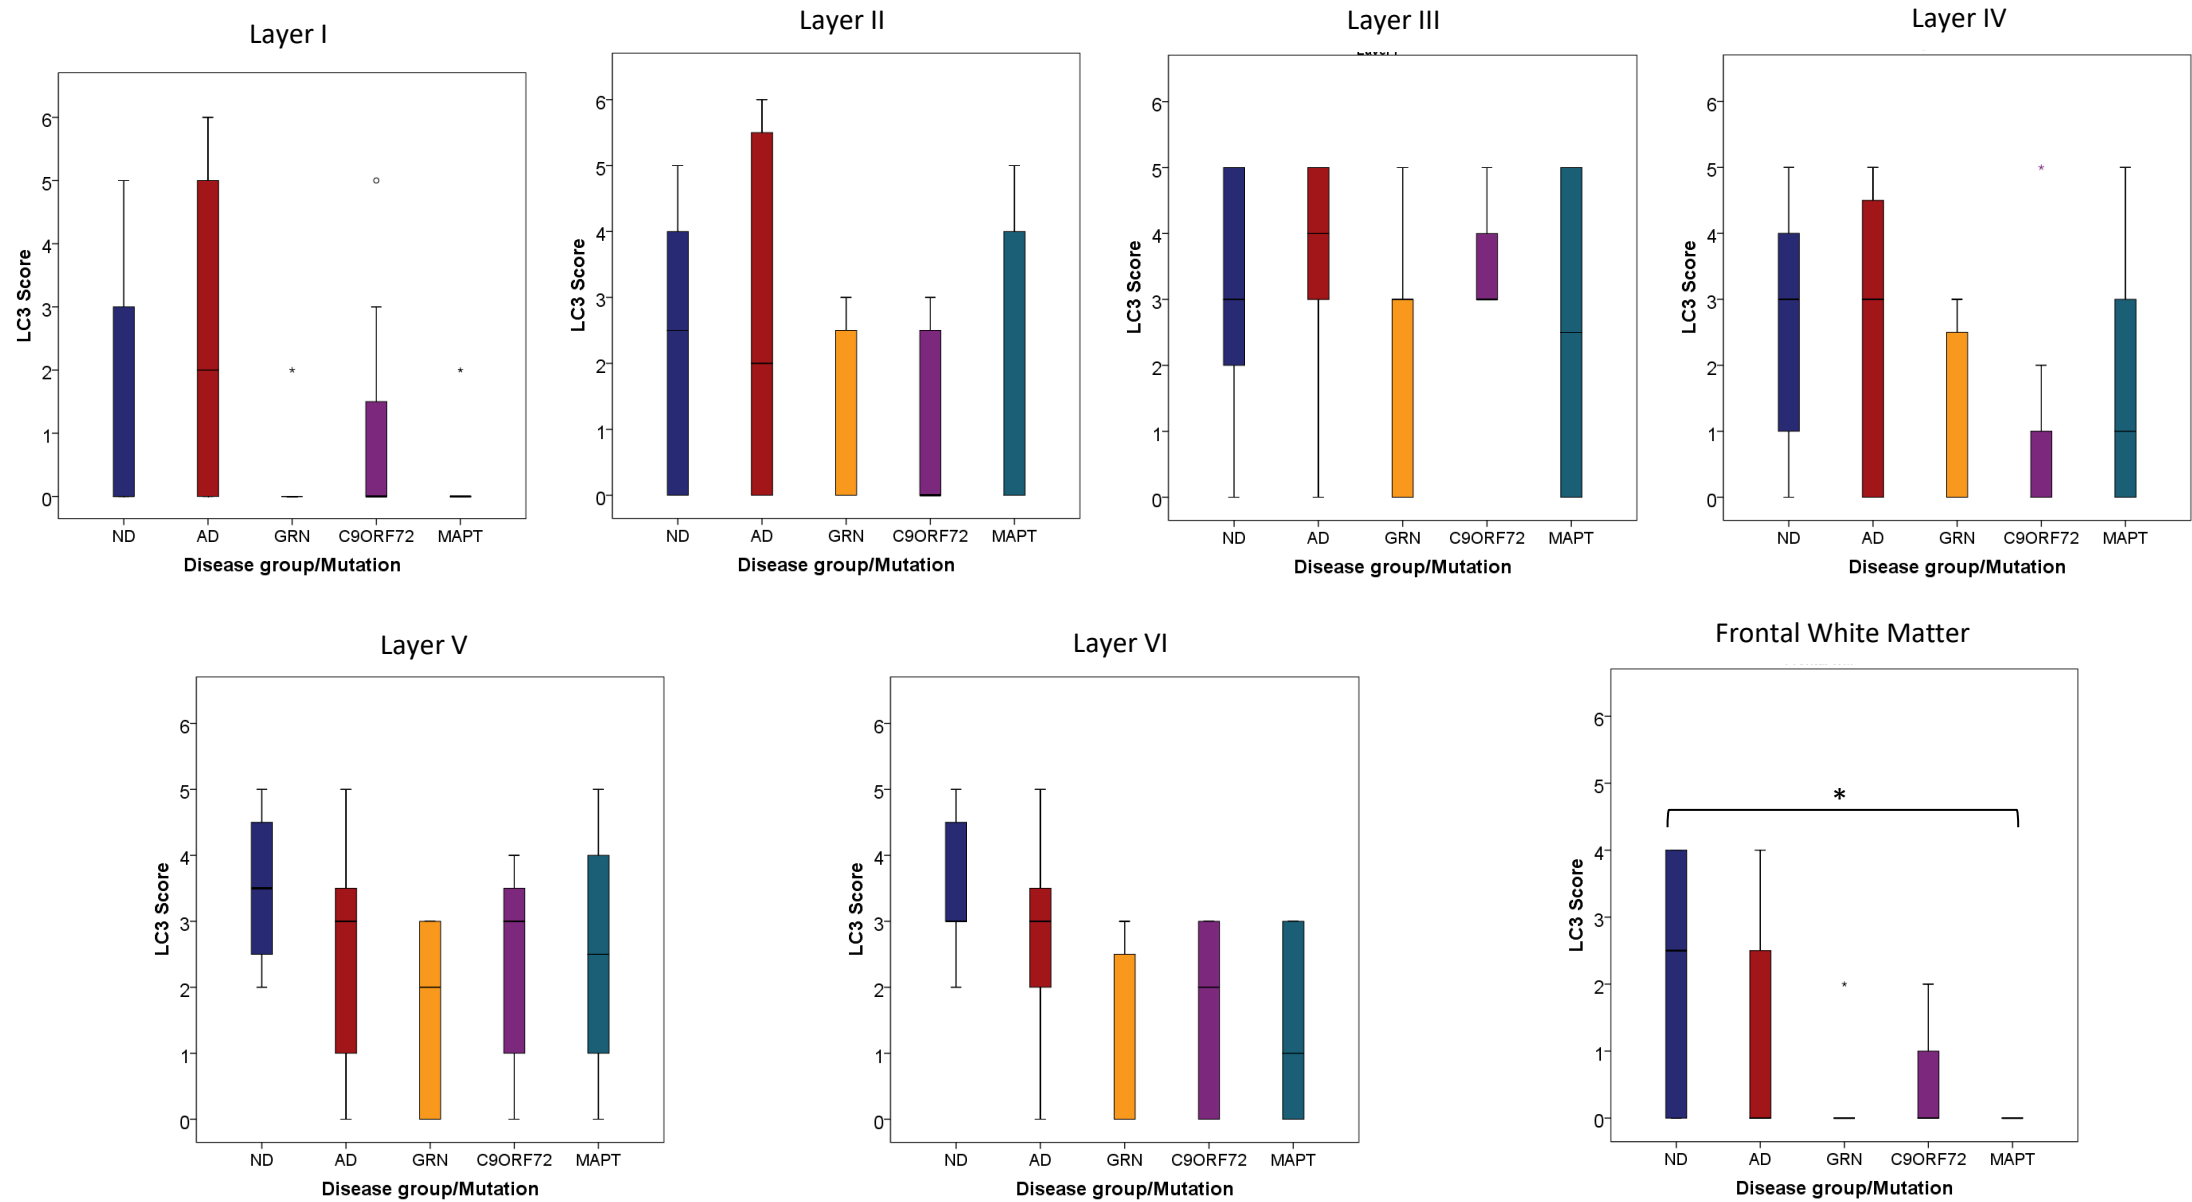 Layer I
Layer II
Layer III
Layer IV
6
5
4
3
2
1
0
LC3 Score
*
*
ND AD GRN C9ORF72 MAPT
Disease group/Mutation
6
5
4
3
2
1
0
LC3 Score
ND AD GRN C9ORF72 MAPT
Disease group/Mutation
6
5
4
3
2
1
0
LC3 Score
ND AD GRN C9ORF72 MAPT
Disease group/Mutation
6
5
4
3
2
1
0
LC3 Score
*
ND AD GRN C9ORF72 MAPT
Disease group/Mutation
Layer V
Layer VI
Frontal White Matter
6
5
4
3
2
1
0
LC3 Score
ND AD GRN C9ORF72 MAPT
Disease group/Mutation
6
5
4
3
2
1
0
LC3 Score
ND AD GRN C9ORF72 MAPT
Disease group/Mutation
6
5
4
3
2
1
0
LC3 Score
*
*
ND AD GRN C9ORF72 MAPT
Disease group/Mutation